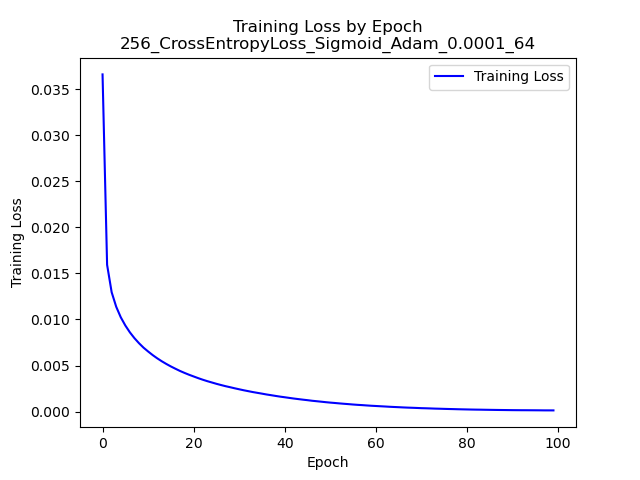 Training Loss by Epoch
256_CrossEntropyLoss_Sigmoid_Adam_0.0001_64
Training Loss
0.035
0.030
0.025
0.020
0.015
0.010
0.005
0.000
Training Loss
0 20 40 60 80 100
Epoch